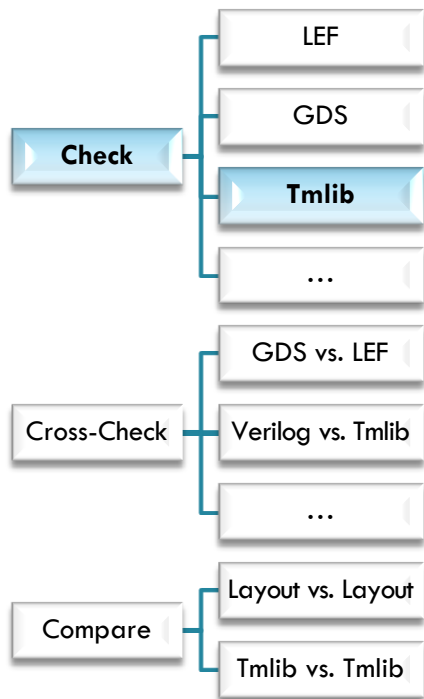 LEF
GDS
Check
Tmlib
...
GDS vs. LEF
Cross-Check
Verilog vs. Tmlib
...
Layout vs. Layout
Compare
Tmlib vs. Tmlib